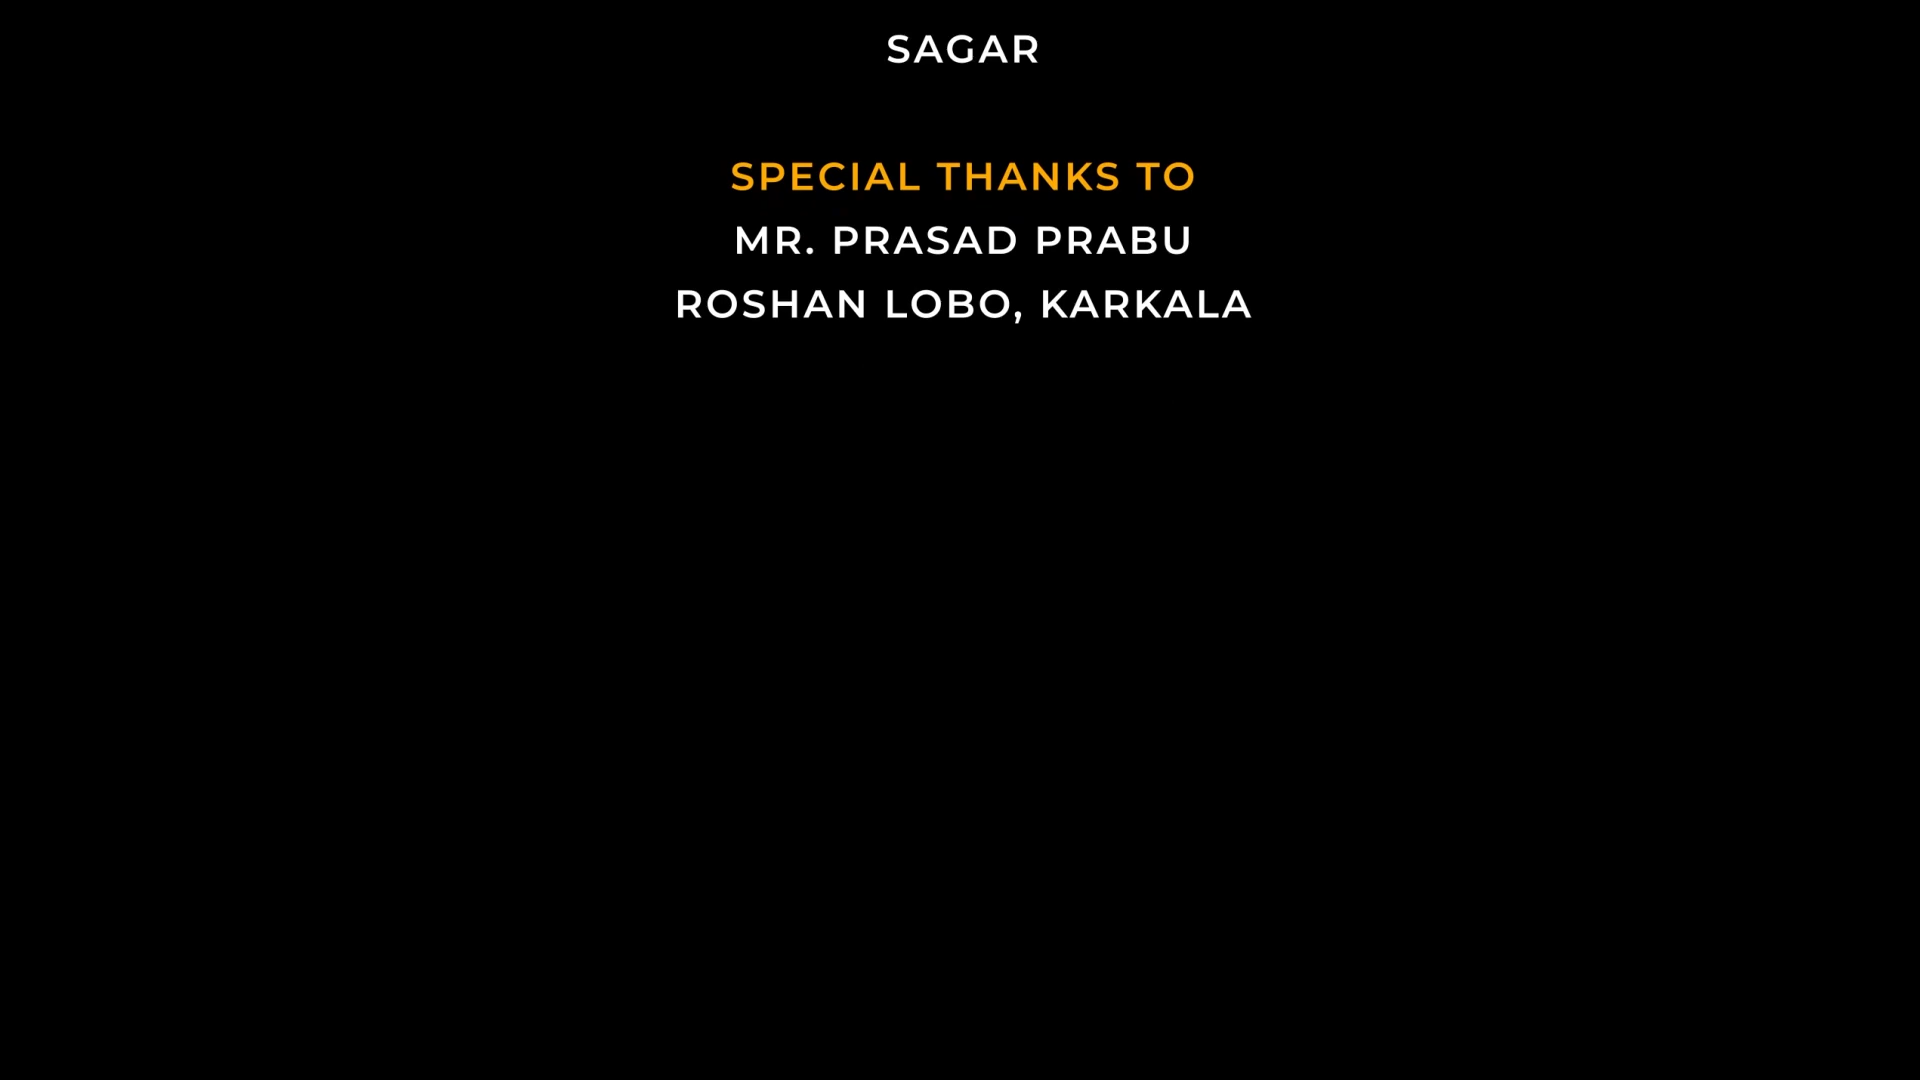 SAGAR
SPECIAL THANKS TO
MR. PRASAD PRABU
ROSHAN LOBO, KARKALA